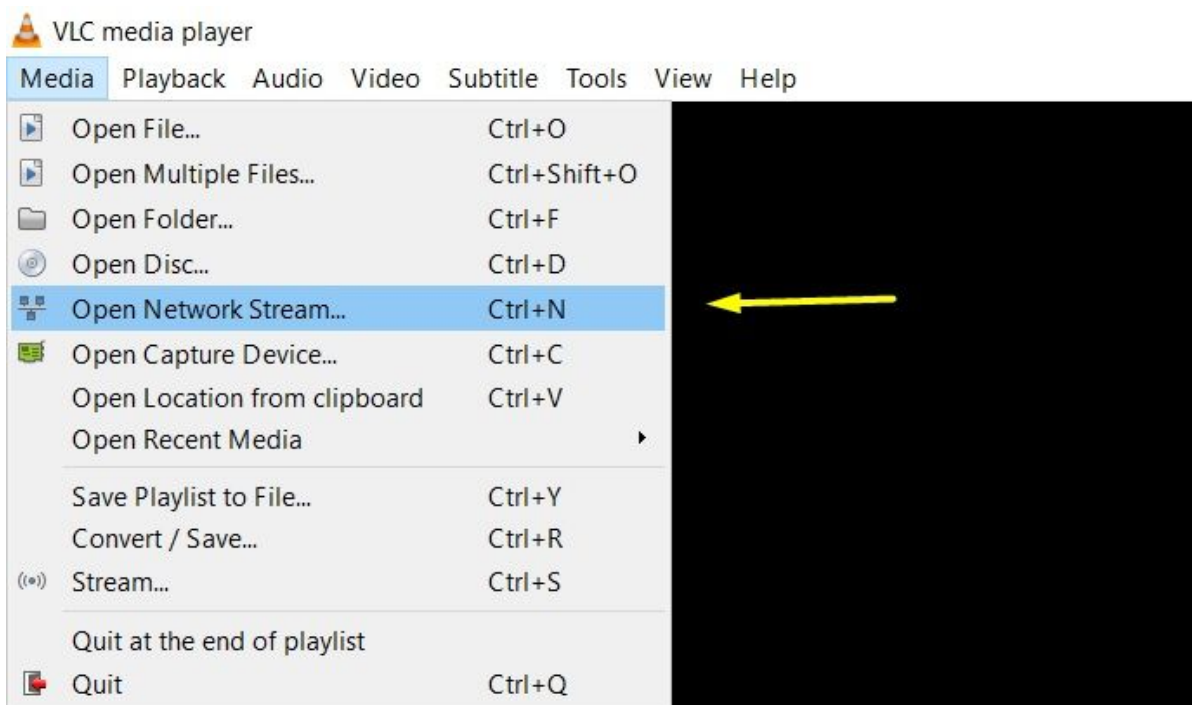 VLC media player
Media Playback Audio Video Subtitle Tools View Help
Open File... Ctrl+O
Open Multiple Files... Ctrl+Shift+O
Open Folder... Ctrl+F
Open Disc... Ctrl+D
Open Network Stream... Ctrl+N
Open Capture Device... Ctrl+C
Open Location from clipboard Ctrl+V
Open Recent Media
Save Playlist to File... Ctrl+Y
Convert / Save... Ctrl+R
Stream... Ctrl+S
Quit at the end of playlist
Quit Ctrl+Q